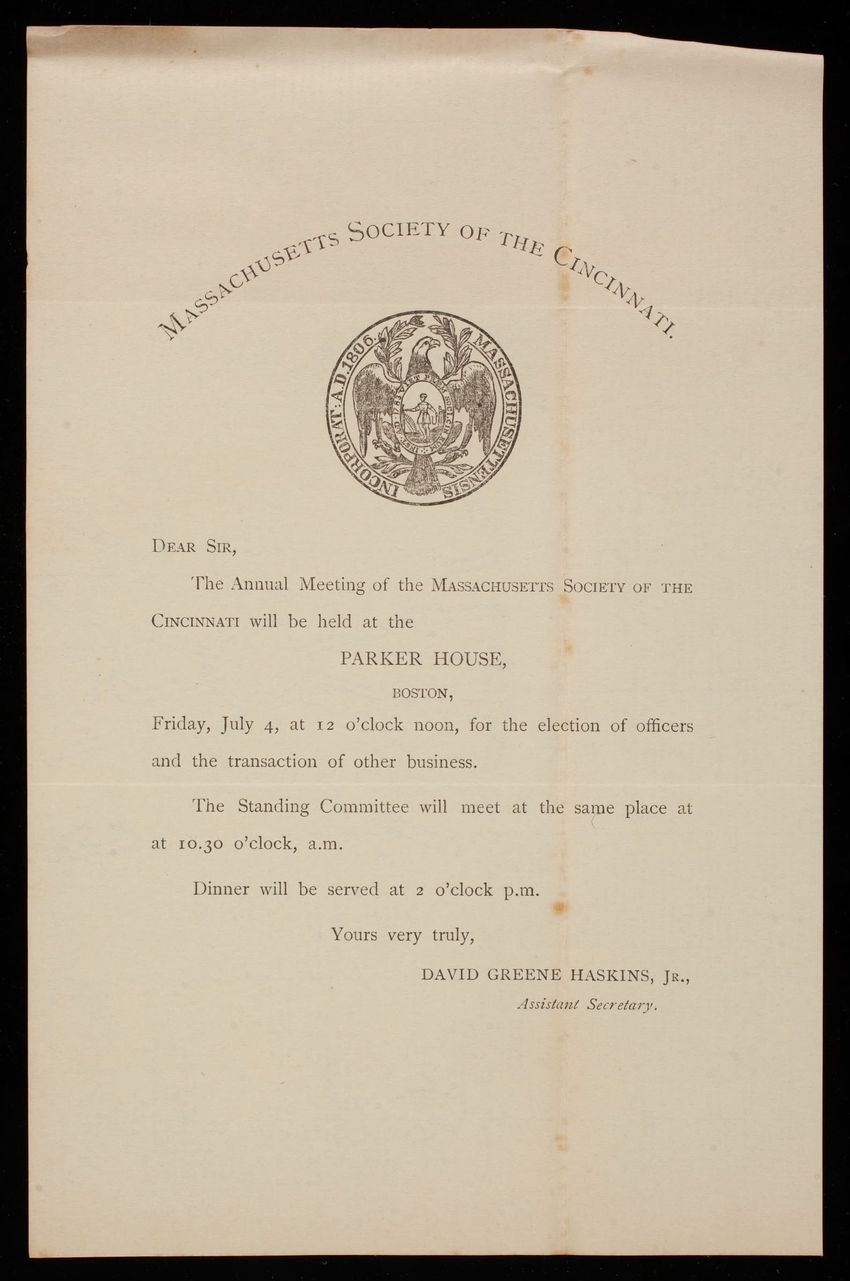 MASSACHUSETTS SOCIETY OF THE CINCINNATI.
INCORPORAT: A.D. 1806.
MASSACHUSETTENSIS
DEAR SIR,
The Annual Meeting of the MASSACHUSETTS SOCIETY OF THE
CINCINNATI will be held at the
PARKER HOUSE,
BOSTON,
Friday, July 4, at 12 o'clock noon, for the election of officers
and the transaction of other business.
The Standing Committee will meet at the same place at
at 10.30 o'clock, a.m.
Dinner will be served at 2 o'clock p.m.
Yours very truly,
DAVID GREENE HASKINS, JR.,
Assistant Secretary.